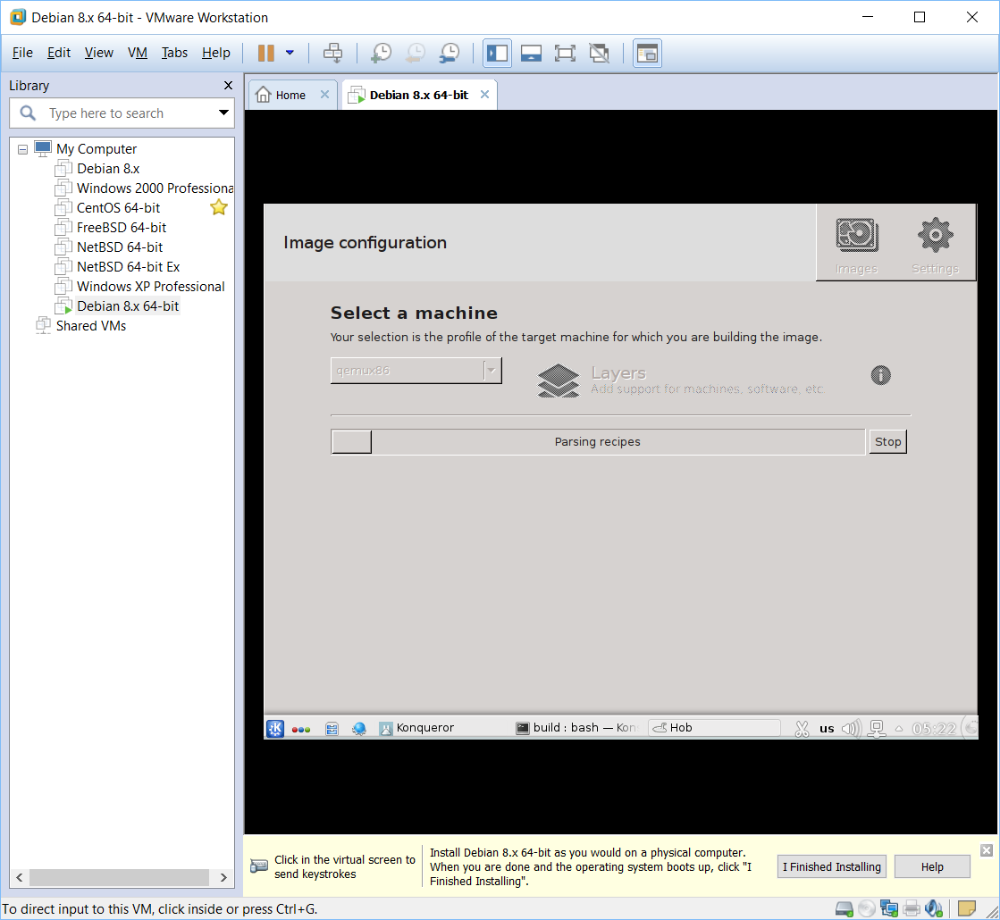 Debian 8.x 64-bit - VMware Workstation
File Edit View VM Tabs Help
Library
Type here to search
My Computer
Debian 8.x
Windows 2000 Professiona
CentOS 64-bit
FreeBSD 64-bit
NetBSD 64-bit
NetBSD 64-bit Ex
Windows XP Professional
Debian 8.x 64-bit
Shared VMs
Home
Debian 8.x 64-bit
Image configuration
Images
Settings
Select a machine
Your selection is the profile of the target machine for which you are building the image.
qemux86
Layers
Add support for machines, software, etc.
Parsing recipes
Stop
Konqueror
build : bash — Kon
Hob
us
05:22
Click in the virtual screen to
send keystrokes
Install Debian 8.x 64-bit as you would on a physical computer.
When you are done and the operating system boots up, click "I
Finished Installing".
I Finished Installing
Help
To direct input to this VM, click inside or press Ctrl+G.